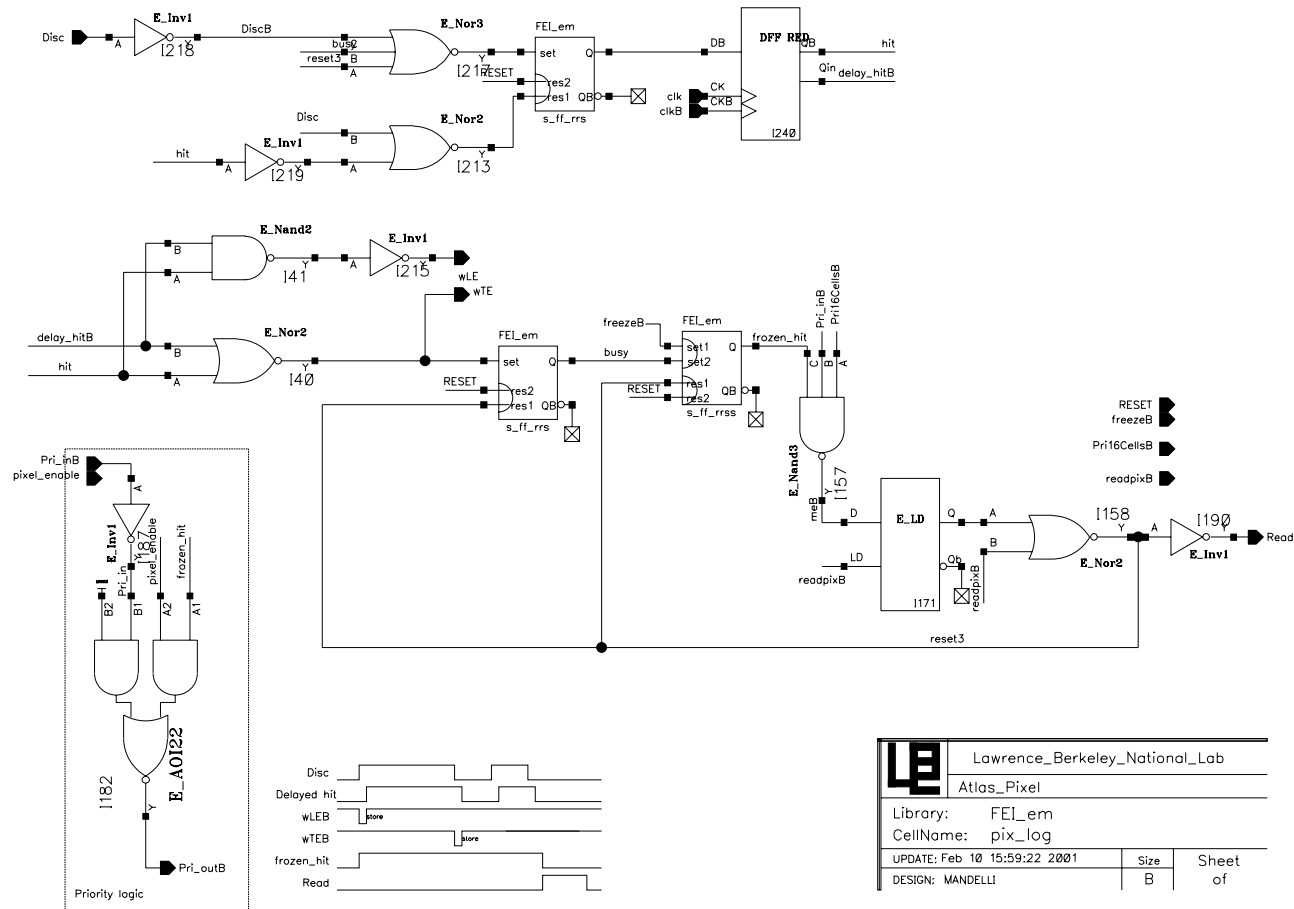 E_Inv1
Disc
A
I218
Y
DiscB
busy
reset3
B
A
E_Nor3
Y
I217
RESET
FEI_em
set
Q
res2
res1
QB
s_ff_rrs
DB
DFF RED
QB
hit
Qin
delay_hitB
clk
CK
clkB
CKB
I240
Disc
B
A
E_Nor2
Y
I213
hit
A
E_Inv1
I219
Y
E_Nand2
B
A
I41
Y
A
E_Inv1
I215
Y
wLE
wTE
delay_hitB
hit
B
A
E_Nor2
I40
Y
FEI_em
set
Q
RESET
res2
res1
QB
s_ff_rrs
busy
freezeB
FEI_em
set1
Q
set2
res1
RESET
res2
QB
s_ff_rrss
frozen_hit
Pri_inB
Pri16CellsB
C
B
A
E_Nand3
I157
Y
meB
D
LD
readpixB
E_LD
Q
Qb
I171
A
B
readpixB
I158
Y
E_Nor2
A
I190
Y
E_Inv1
Read
reset3
RESET
freezeB
Pri16CellsB
readpixB
Pri_inB
pixel_enable
A
E_Inv1
I187
Y
Pri_in
pixel_enable
frozen_hit
B2
B1
A2
A1
I182
E_AOI22
Y
Pri_outB
Priority logic
Disc
Delayed hit
wLEB
store
wTEB
store
frozen_hit
Read
Lawrence_Berkeley_National_Lab
Atlas_Pixel
Library: FEI_em
CellName: pix_log
UPDATE: Feb 10 15:59:22 2001
DESIGN: MANDELLI
Size
B
Sheet
of